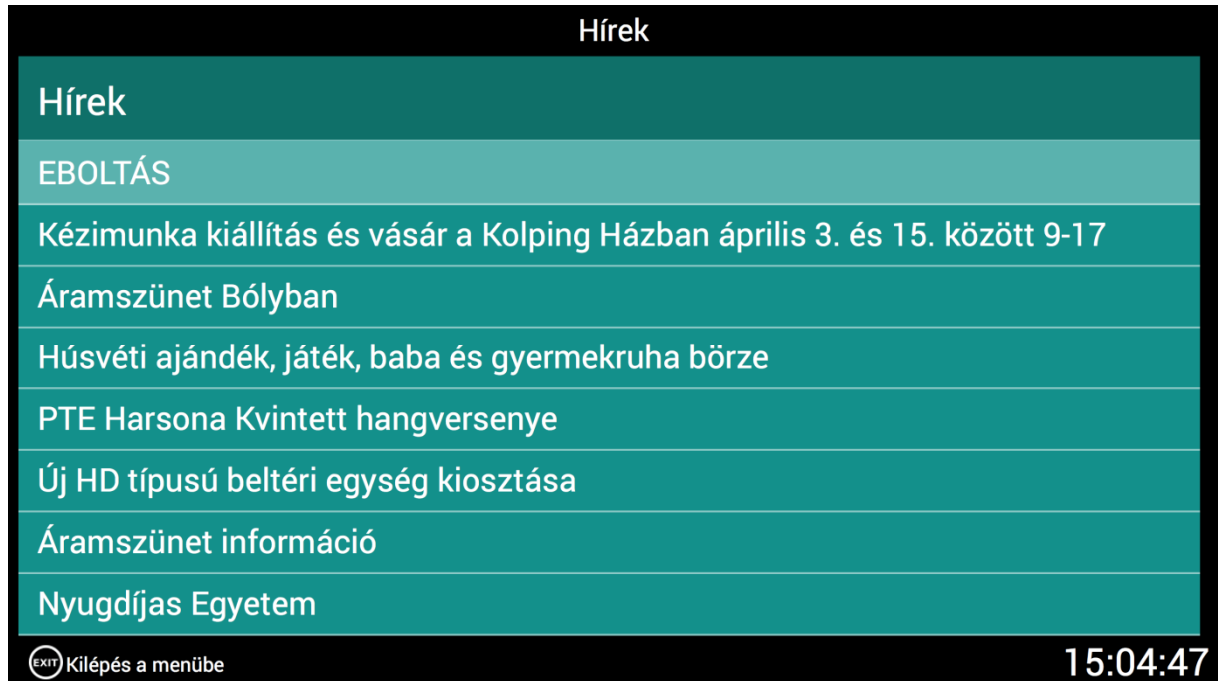 Hírek
Hírek
EBOLTÁS
Kézimunka kiállítás és vásár a Kolping Házban április 3. és 15. között 9-17
Áramszünet Bólyban
Húsvéti ajándék, játék, baba és gyermekruha börze
PTE Harsona Kvintett hangversenye
Új HD típusú beltéri egység kiosztása
Áramszünet információ
Nyugdíjas Egyetem
EXIT Kilépés a menübe 15:04:47